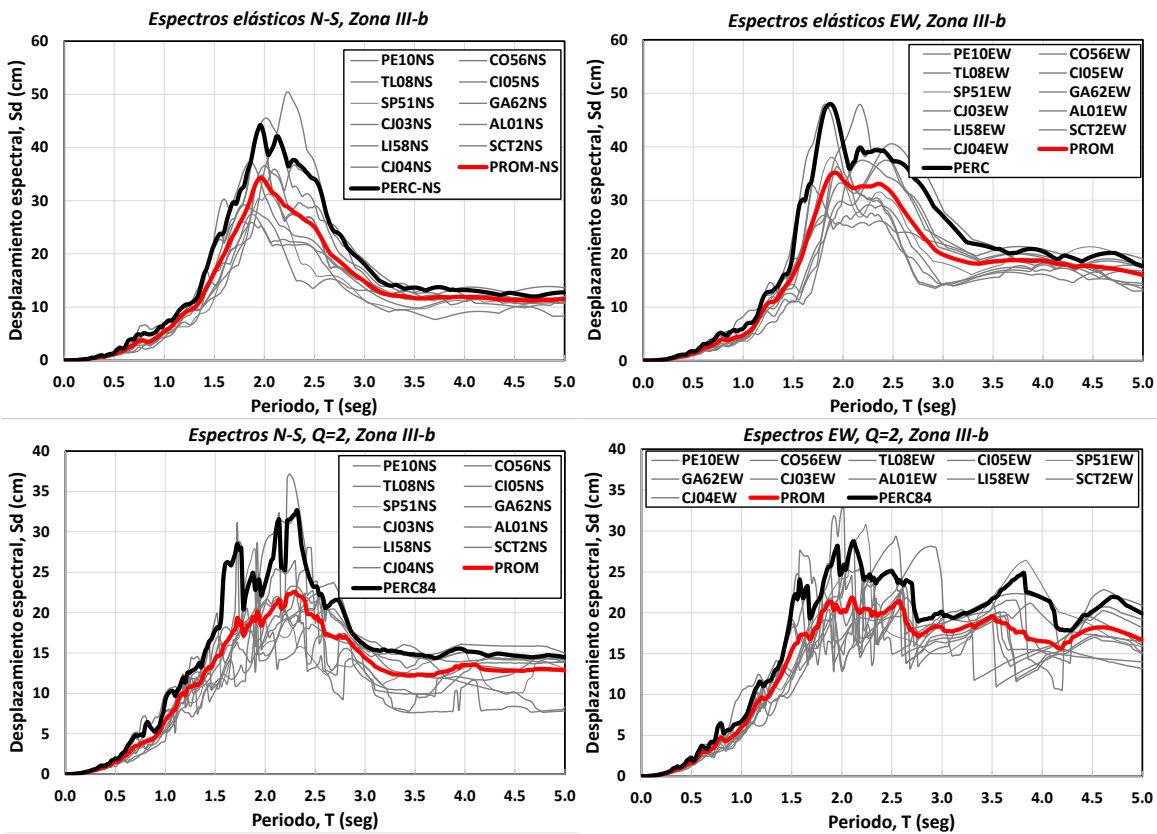 Espectros elásticos N-S, Zona III-b
Desplazamiento espectral, Sd (cm)
60
50
40
30
20
10
0
PE10NS CO56NS
TL08NS CI05NS
SP51NS GA62NS
CJ03NS AL01NS
LI58NS SCT2NS
CJ04NS PROM-NS
PERC-NS
0.0 0.5 1.0 1.5 2.0 2.5 3.0 3.5 4.0 4.5 5.0
Periodo, T (seg)
Espectros elásticos EW, Zona III-b
Desplazamiento espectral, Sd (cm)
60
50
40
30
20
10
0
PE10EW CO56EW
TL08EW CI05EW
SP51EW GA62EW
CJ03EW AL01EW
LI58EW SCT2EW
CJ04EW PROM
PERC
0.0 0.5 1.0 1.5 2.0 2.5 3.0 3.5 4.0 4.5 5.0
Periodo, T (seg)
Espectros N-S, Q=2, Zona III-b
Desplazamiento espectral, Sd (cm)
40
35
30
25
20
15
10
5
0
PE10NS CO56NS
TL08NS CI05NS
SP51NS GA62NS
CJ03NS AL01NS
LI58NS SCT2NS
CJ04NS PROM
PERC84
0.0 0.5 1.0 1.5 2.0 2.5 3.0 3.5 4.0 4.5 5.0
Periodo, T (seg)
Espectros EW, Q=2, Zona III-b
Desplazamiento espectral, Sd (cm)
40
35
30
25
20
15
10
5
0
PE10EW CO56EW TL08EW CI05EW SP51EW
GA62EW CJ03EW AL01EW LI58EW SCT2EW
CJ04EW PROM PERC84
0.0 0.5 1.0 1.5 2.0 2.5 3.0 3.5 4.0 4.5 5.0
Periodo, T (seg)